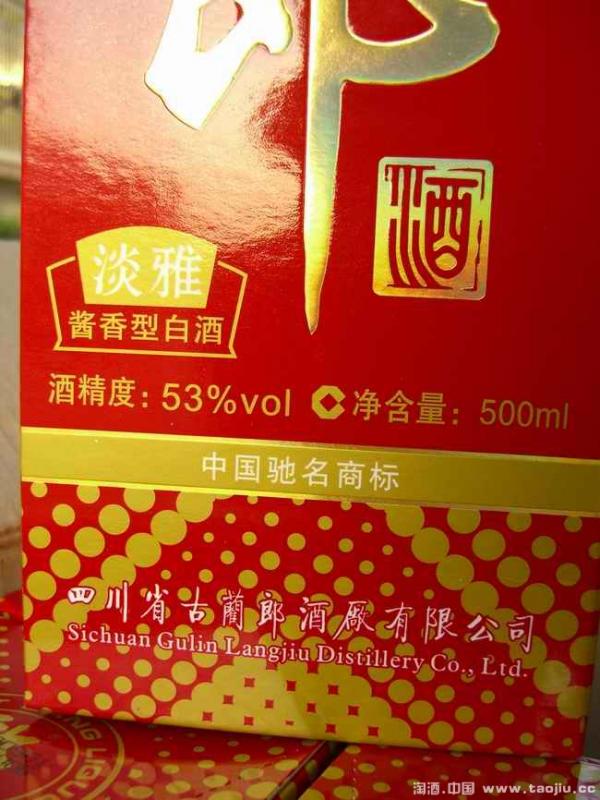 郎
酒
淡雅
酱香型白酒
酒精度：53%vol 净含量：500ml
中国驰名商标
四川省古蔺郎酒廠有限公司
Sichuan Gulin Langjiu Distillery Co., Ltd.
淘酒.中国 www.taojiu.cc